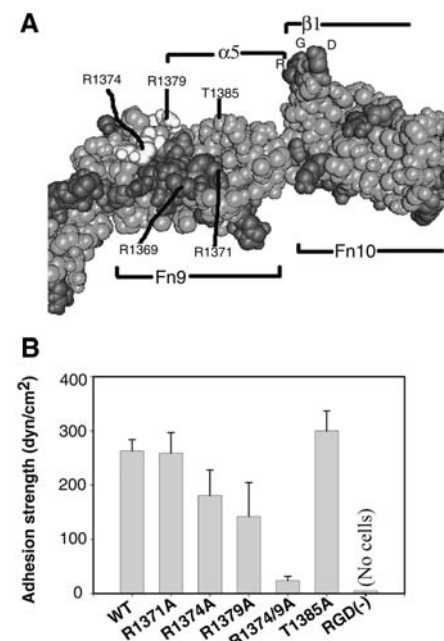 A
β1
α5
G D
R
R1374
R1379
T1385
R1369
R1371
Fn9
Fn10
B
Adhesion strength (dyn/cm2)
400
300
200
100
0
(No cells)
WT
R1371A
R1374A
R1379A
R1374/9A
T1385A
RGD(-)